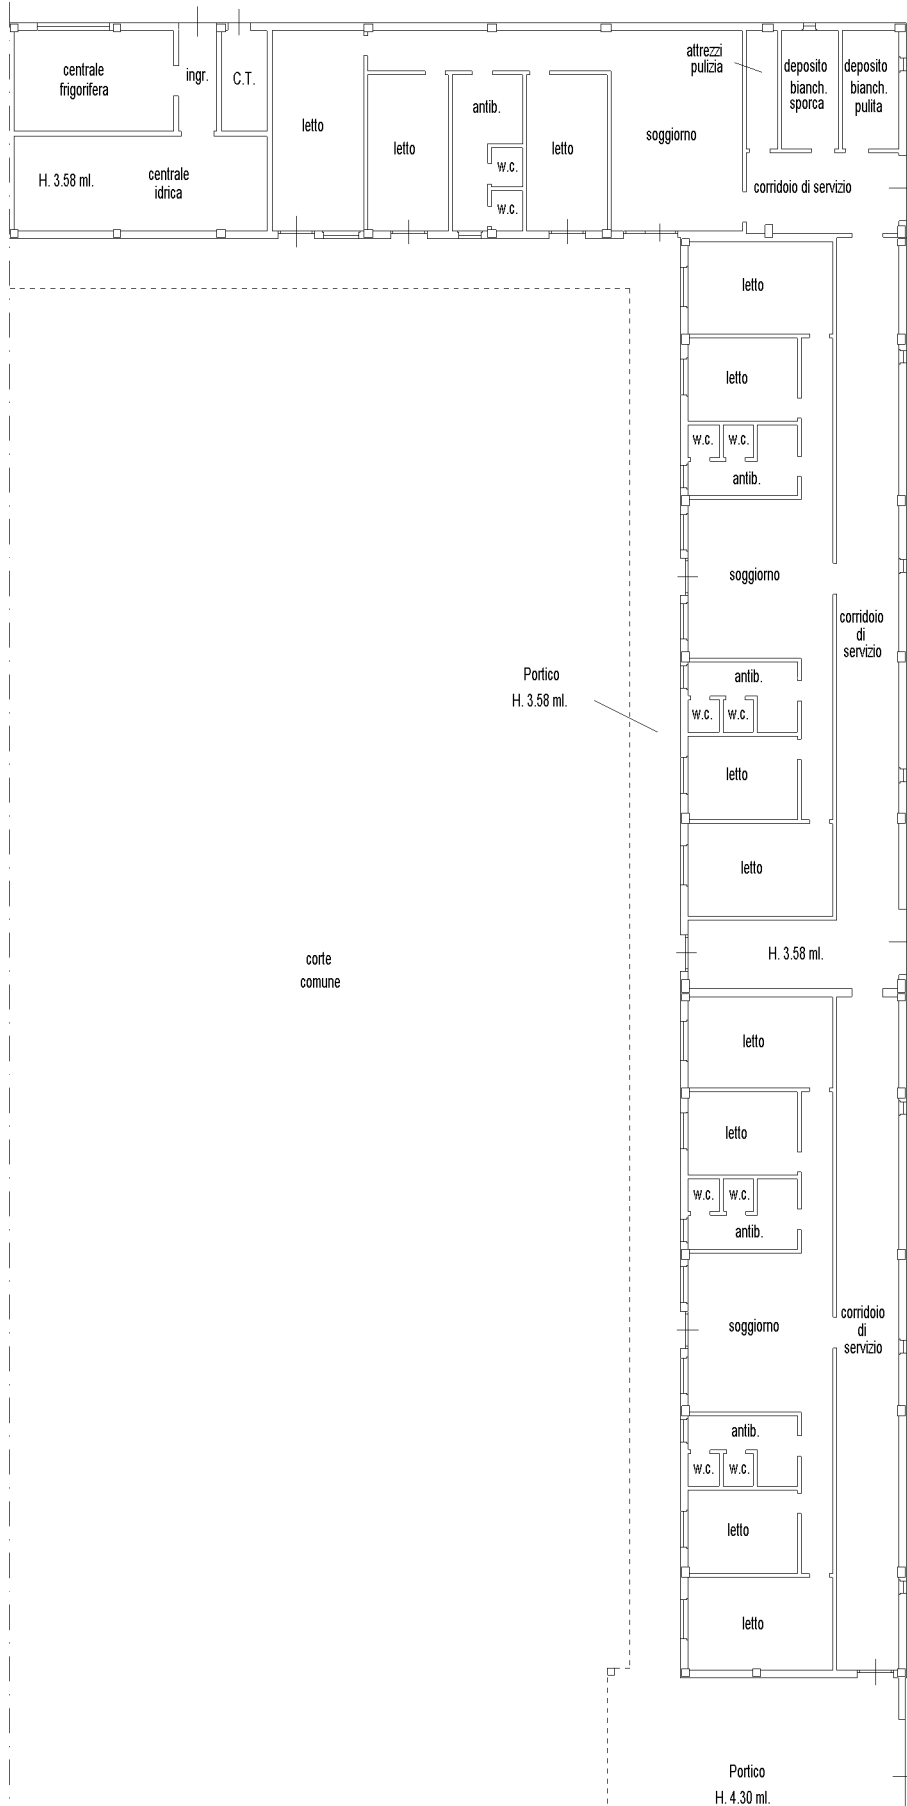 centrale
frigorifera
ingr.
C.T.
letto
letto
antib.
w.c.
w.c.
letto
soggiorno
attrezzi
pulizia
deposito
bianch.
sporca
deposito
bianch.
pulita
H. 3.58 ml.
centrale
idrica
corridoio di servizio
letto
letto
w.c.
w.c.
antib.
soggiorno
corridoio
di
servizio
Portico
H. 3.58 ml.
antib.
w.c.
w.c.
letto
letto
corte
comune
H. 3.58 ml.
letto
letto
w.c.
w.c.
antib.
soggiorno
corridoio
di
servizio
antib.
w.c.
w.c.
letto
letto
Portico
H. 4.30 ml.